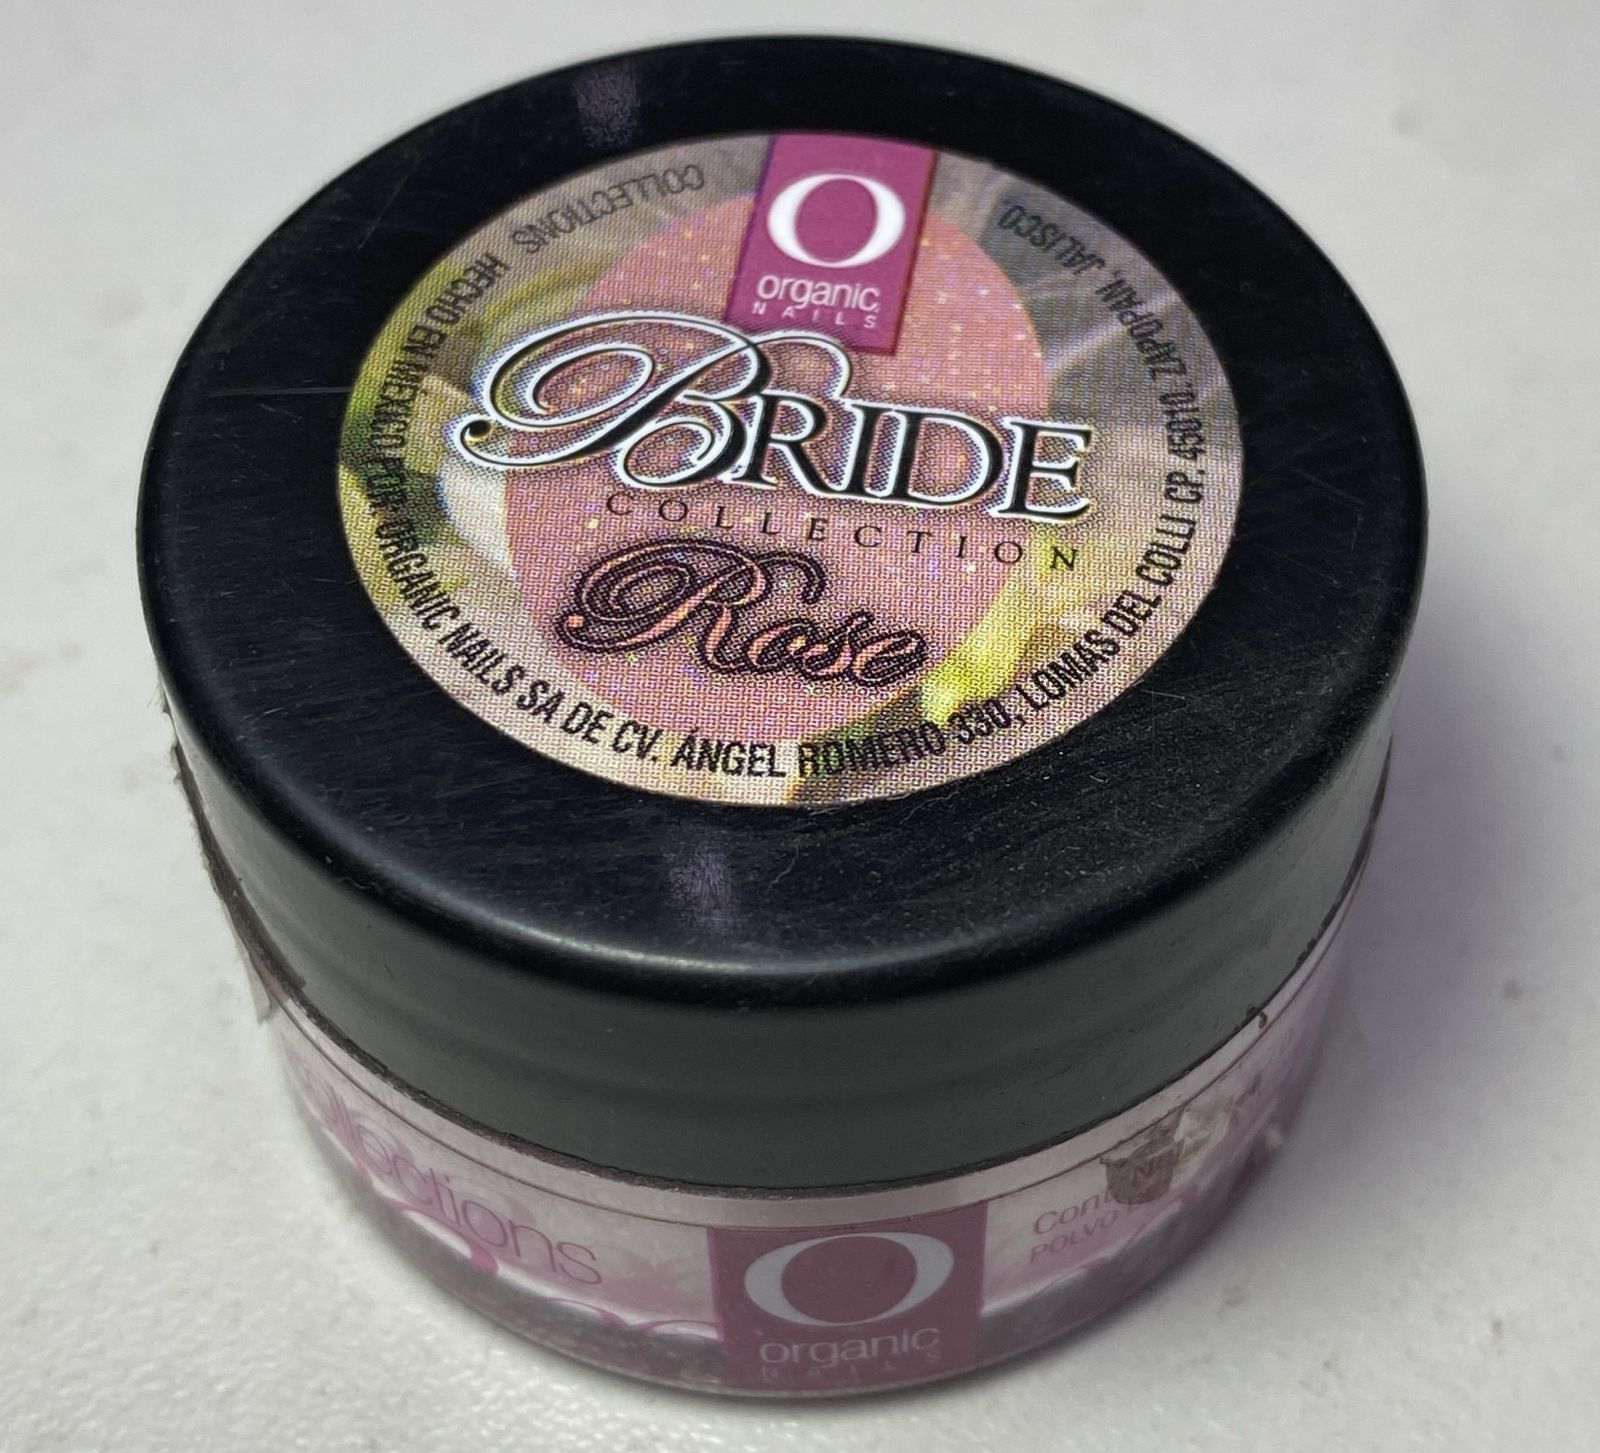 O
organic
NAILS
BRIDE
COLLECTION
Rose
COLLECTIONS HECHO EN MEXICO POR. ORGANIC NAILS SA DE CV. ÁNGEL ROMERO 330, LOMAS DEL COLLI CP. 45010. ZAPOPAN, JALISCO.
ollections
O
organic
NAILS
POLVO